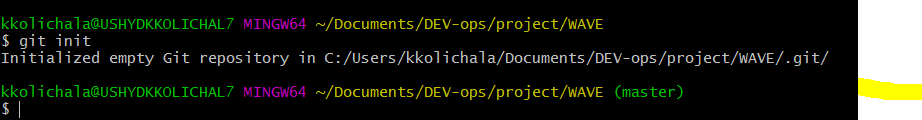 kkolichala@USHYDKKOLICHAL7 MINGW64 ~/Documents/DEV-ops/project/WAVE
$ git init
Initialized empty Git repository in C:/Users/kkolichala/Documents/DEV-ops/project/WAVE/.git/
kkolichala@USHYDKKOLICHAL7 MINGW64 ~/Documents/DEV-ops/project/WAVE (master)
$